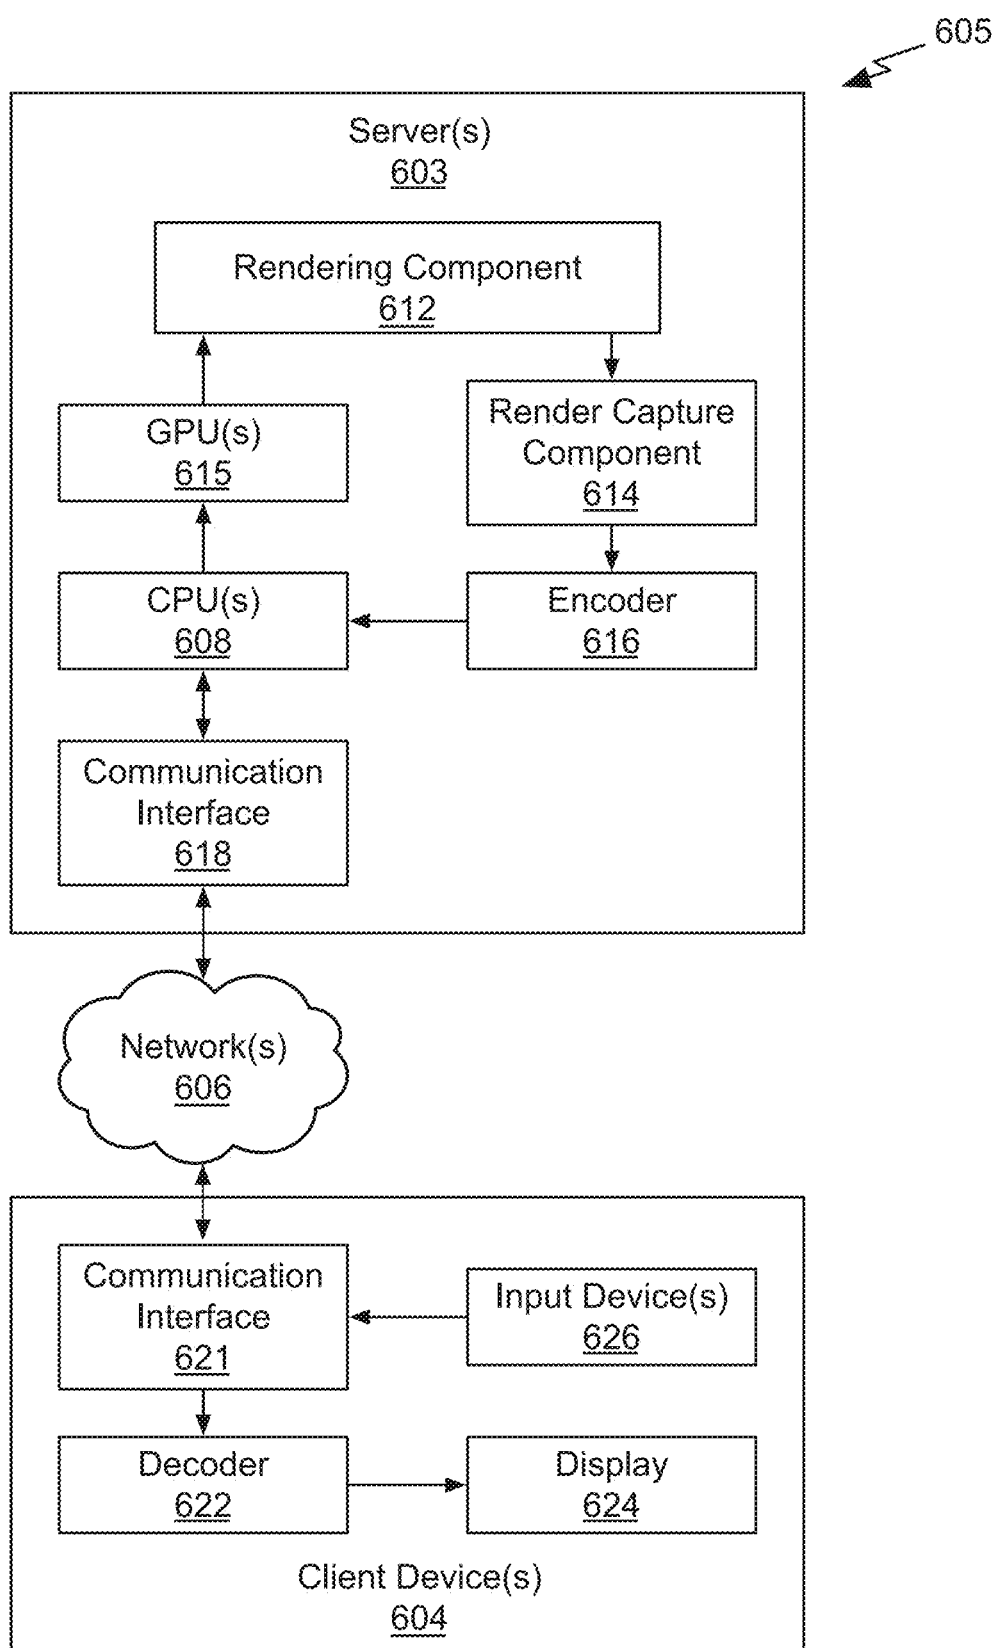 605
Server(s)
603
Rendering Component
612
GPU(s)
615
Render Capture
Component
614
CPU(s)
608
Encoder
616
Communication
Interface
618
Network(s)
606
Communication
Interface
621
Input Device(s)
626
Decoder
622
Display
624
Client Device(s)
604